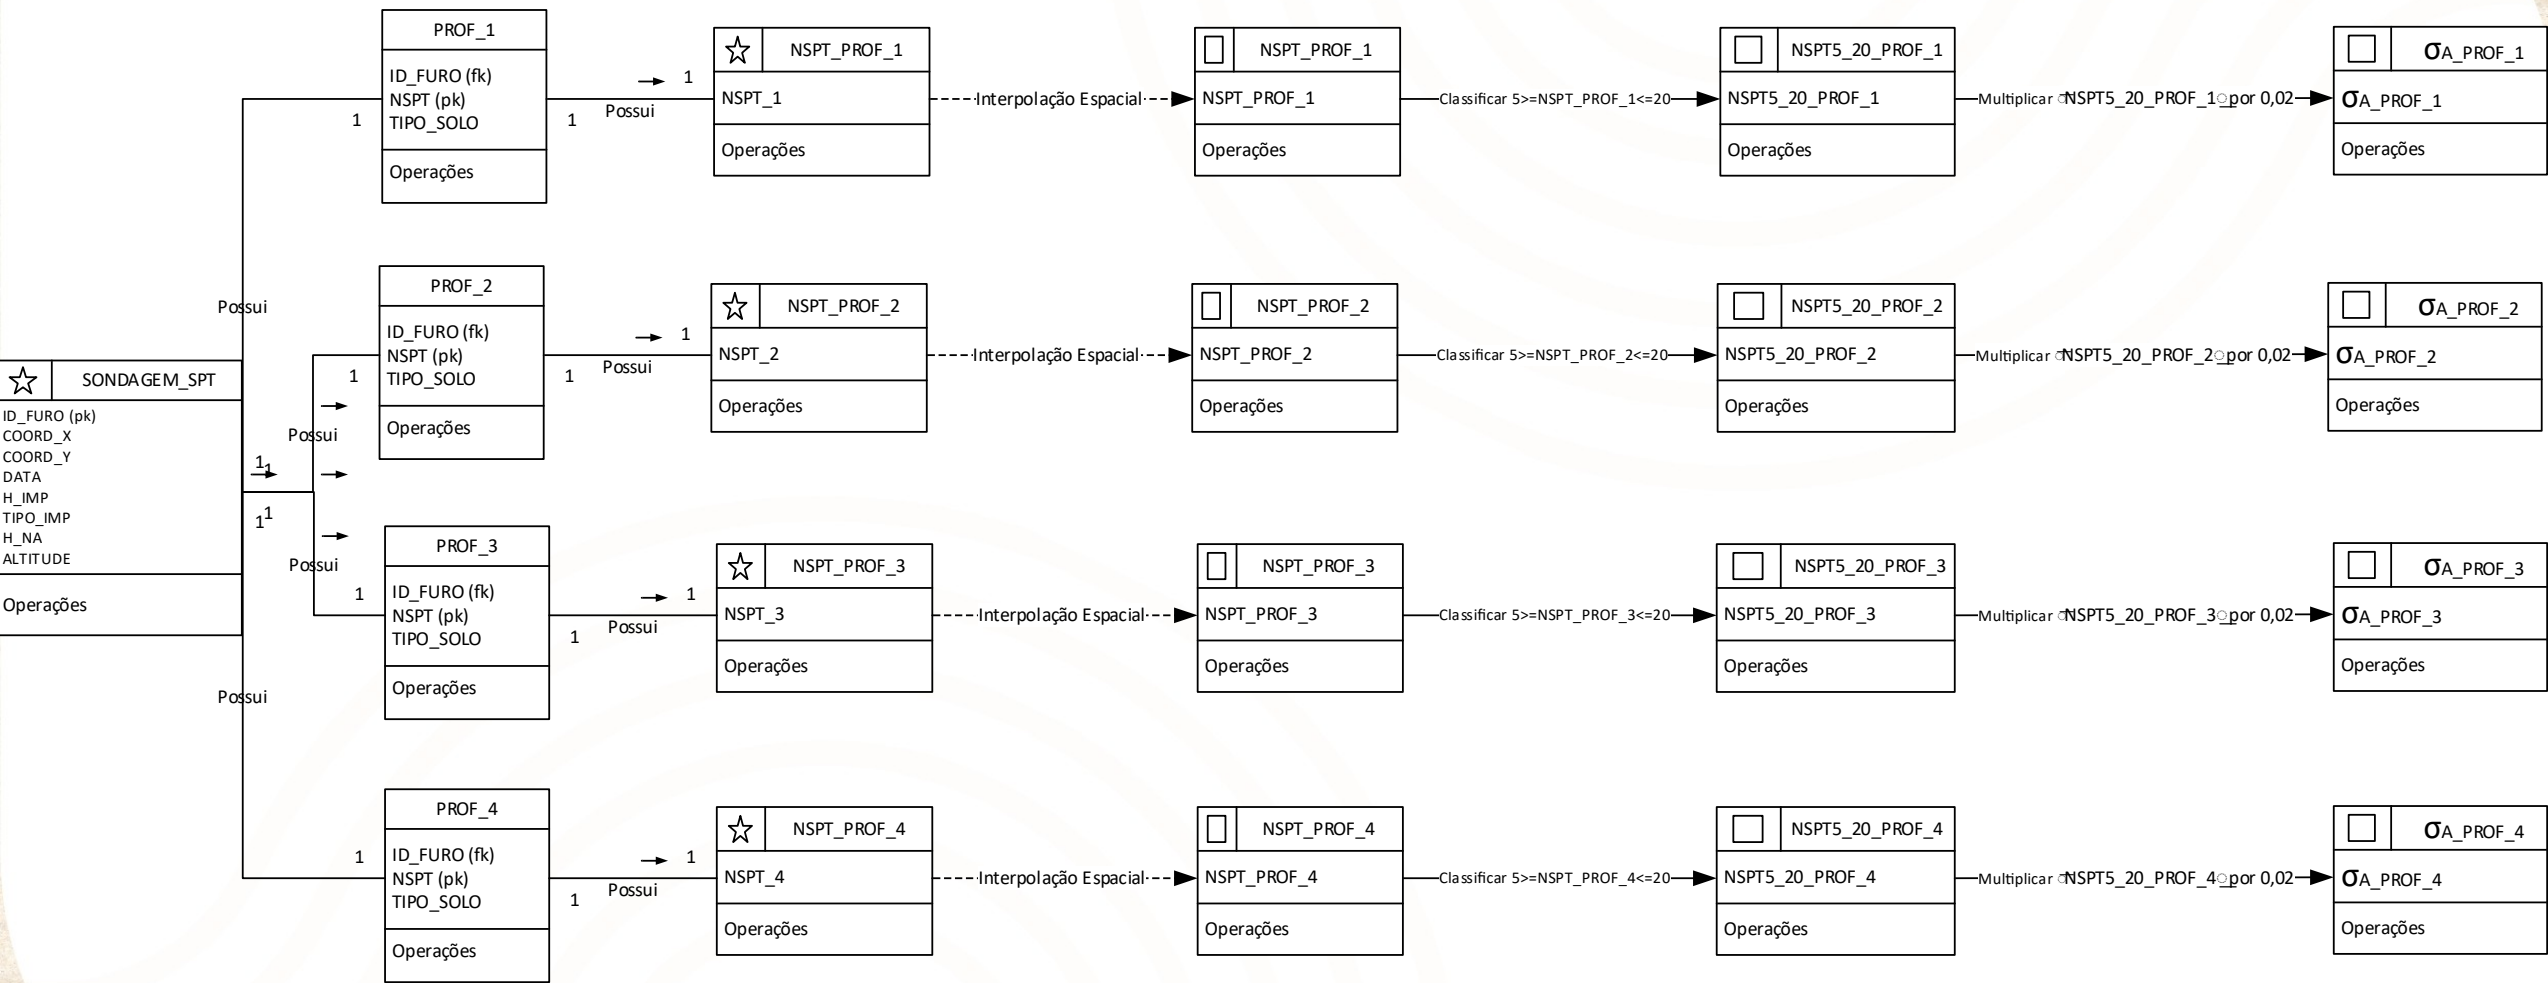 SONDAGEM_SPT
ID_FURO (pk)
COORD_X
COORD_Y
DATA
H_IMP
TIPO_IMP
H_NA
ALTITUDE
Operações
Possui
Possui
Possui
Possui
1
1
1
1
1
PROF_1
ID_FURO (fk)
NSPT (pk)
TIPO_SOLO
Operações
1
Possui
1
NSPT_PROF_1
NSPT_1
Operações
Interpolação Espacial
NSPT_PROF_1
NSPT_PROF_1
Operações
Classificar 5>=NSPT_PROF_1<=20
NSPT5_20_PROF_1
NSPT5_20_PROF_1
Operações
Multiplicar NSPT5_20_PROF_1 por 0,02
σA_PROF_1
σA_PROF_1
Operações
1
PROF_2
ID_FURO (fk)
NSPT (pk)
TIPO_SOLO
Operações
1
Possui
1
NSPT_PROF_2
NSPT_2
Operações
Interpolação Espacial
NSPT_PROF_2
NSPT_PROF_2
Operações
Classificar 5>=NSPT_PROF_2<=20
NSPT5_20_PROF_2
NSPT5_20_PROF_2
Operações
Multiplicar NSPT5_20_PROF_2 por 0,02
σA_PROF_2
σA_PROF_2
Operações
1
PROF_3
ID_FURO (fk)
NSPT (pk)
TIPO_SOLO
Operações
1
Possui
1
NSPT_PROF_3
NSPT_3
Operações
Interpolação Espacial
NSPT_PROF_3
NSPT_PROF_3
Operações
Classificar 5>=NSPT_PROF_3<=20
NSPT5_20_PROF_3
NSPT5_20_PROF_3
Operações
Multiplicar NSPT5_20_PROF_3 por 0,02
σA_PROF_3
σA_PROF_3
Operações
1
PROF_4
ID_FURO (fk)
NSPT (pk)
TIPO_SOLO
Operações
1
Possui
1
NSPT_PROF_4
NSPT_4
Operações
Interpolação Espacial
NSPT_PROF_4
NSPT_PROF_4
Operações
Classificar 5>=NSPT_PROF_4<=20
NSPT5_20_PROF_4
NSPT5_20_PROF_4
Operações
Multiplicar NSPT5_20_PROF_4 por 0,02
σA_PROF_4
σA_PROF_4
Operações